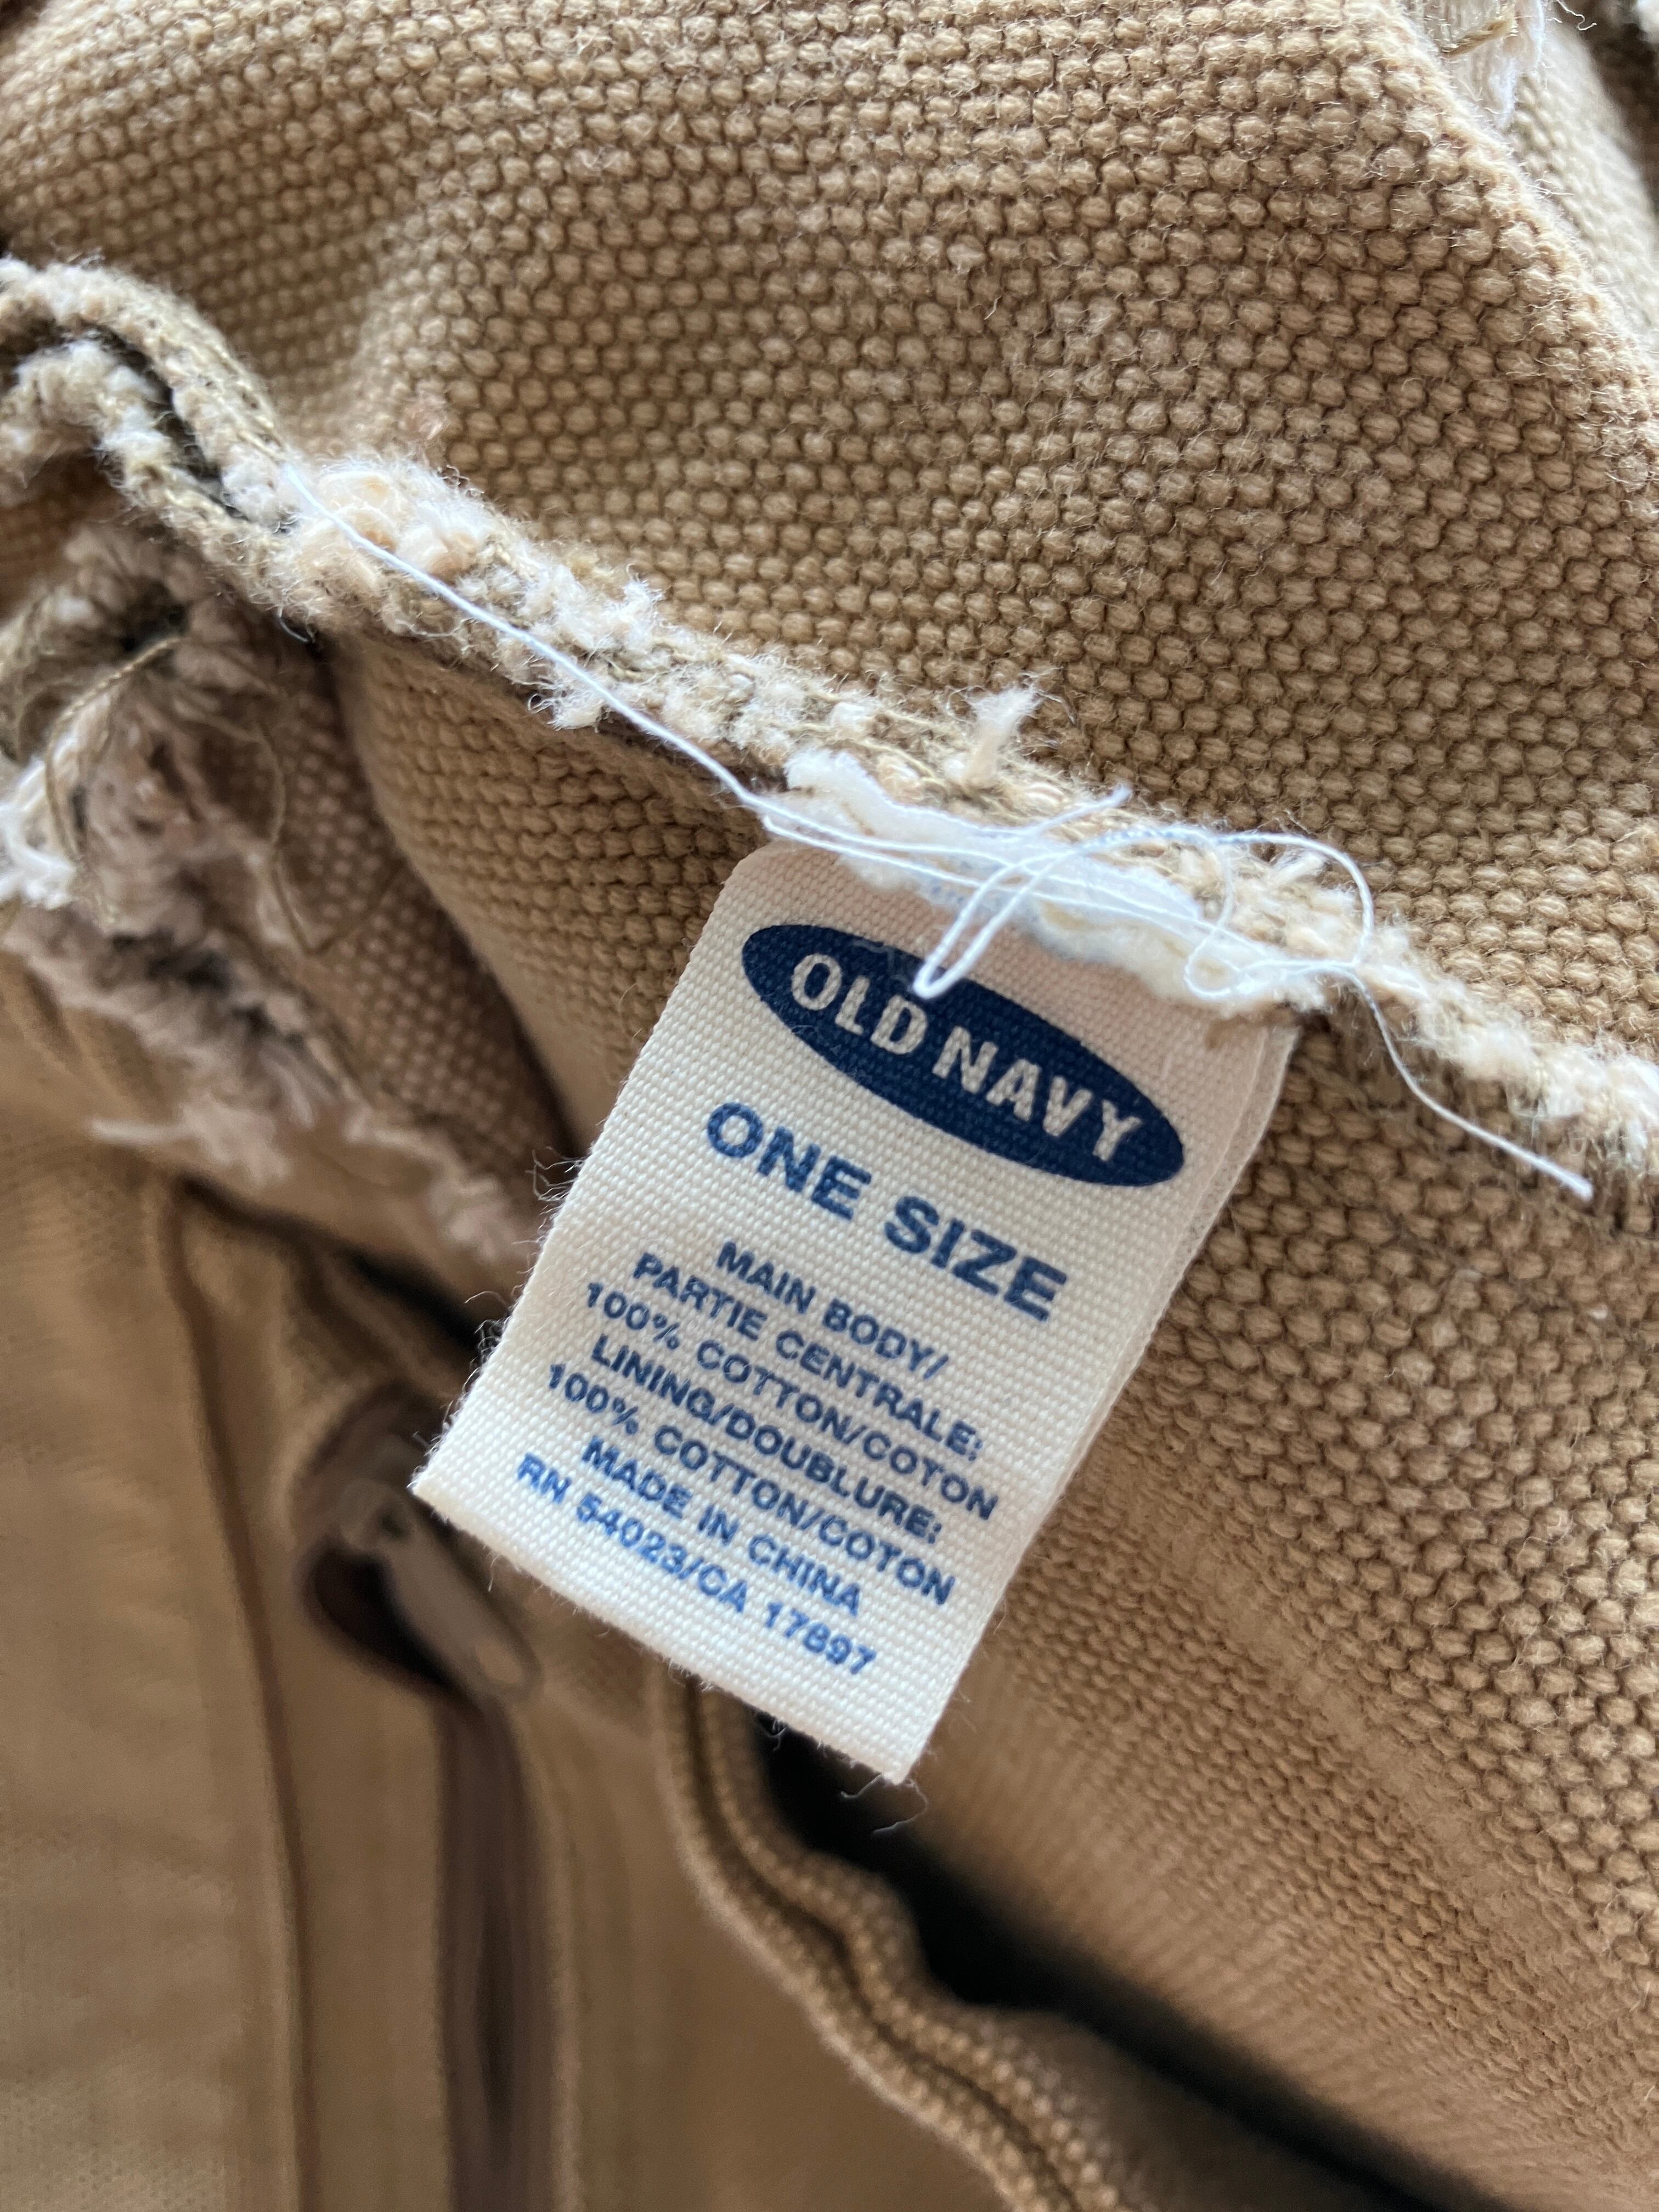 OLD NAVY
ONE SIZE
MAIN BODY/
PARTIE CENTRALE:
100% COTTON/COTON
LINING/DOUBLURE:
100% COTTON/COTON
MADE IN CHINA
RN 54023/CA 17897